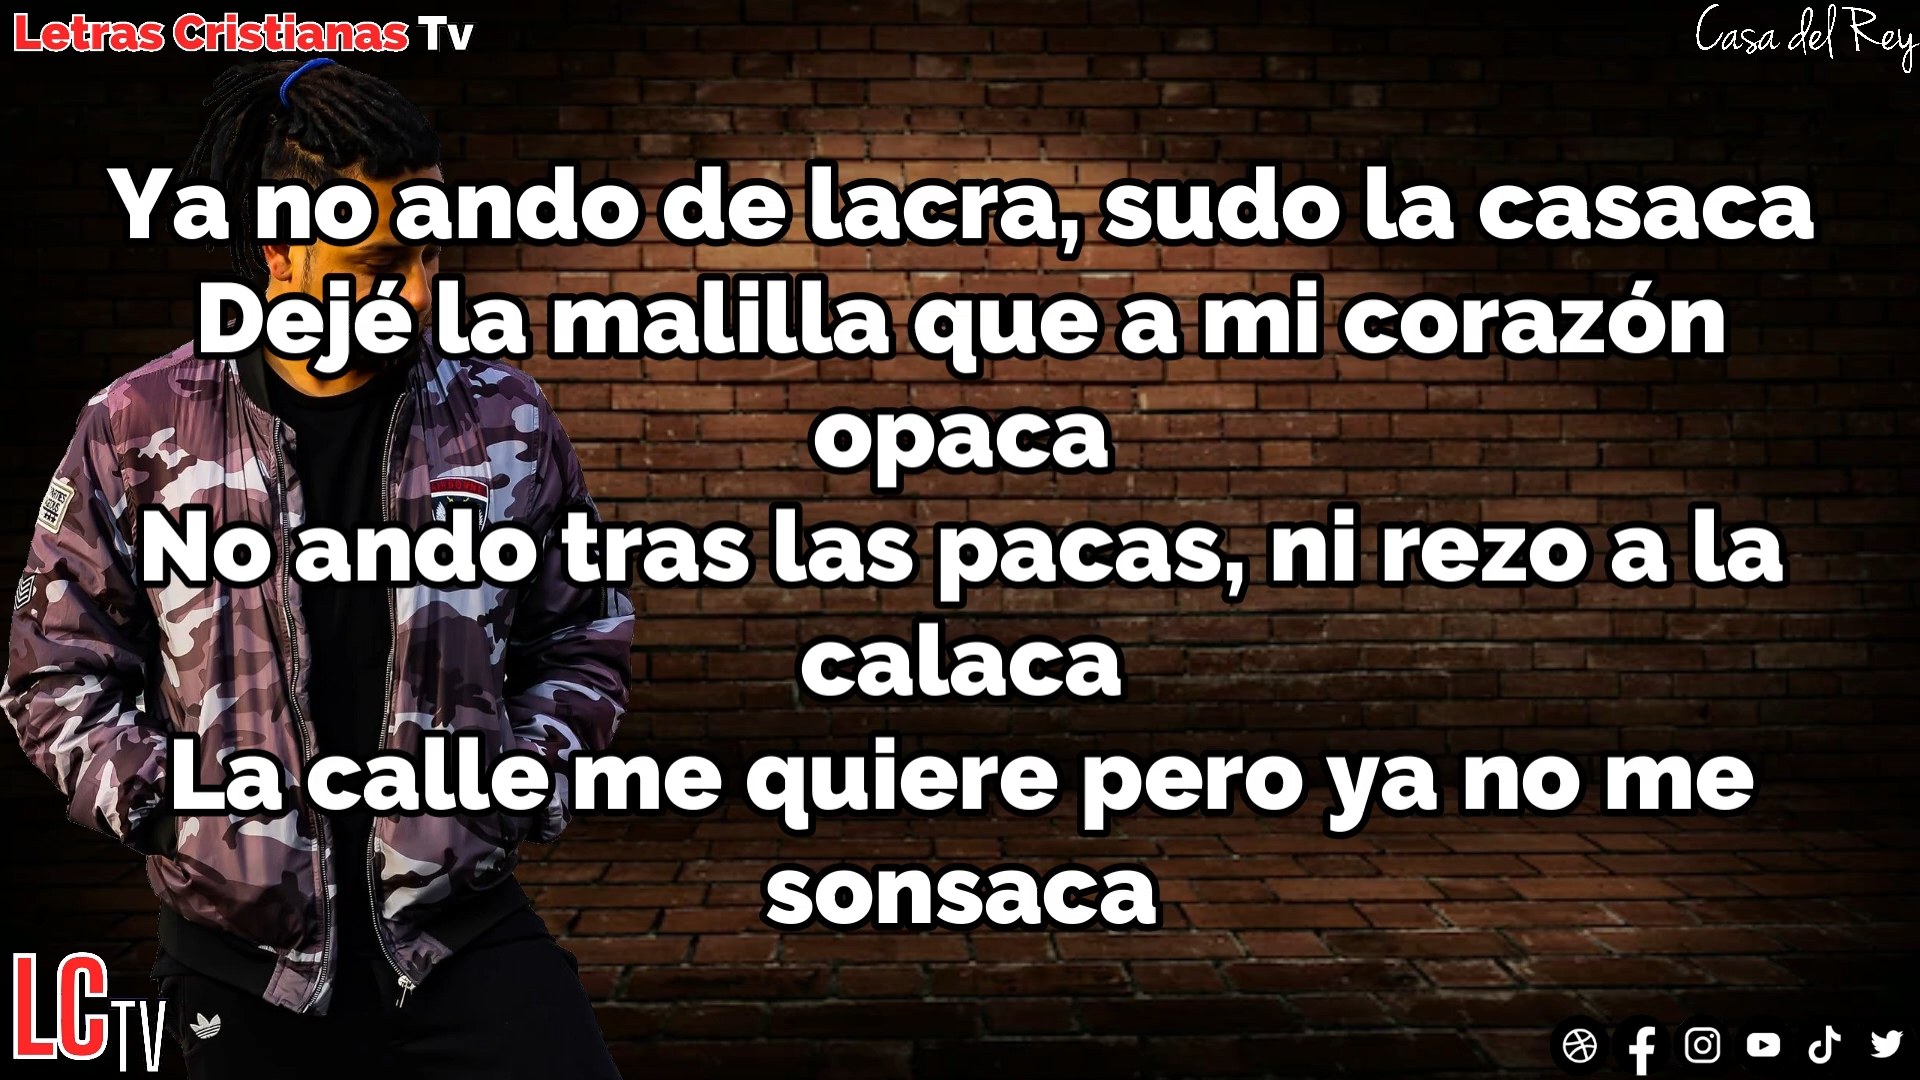 Letras Cristianas Tv
Casa del Rey
Ya no ando de lacra, sudo la casaca
Dejé la malilla que a mi corazón
opaca
No ando tras las pacas, ni rezo a la
calaca
La calle me quiere pero ya no me
sonsaca
LC TV